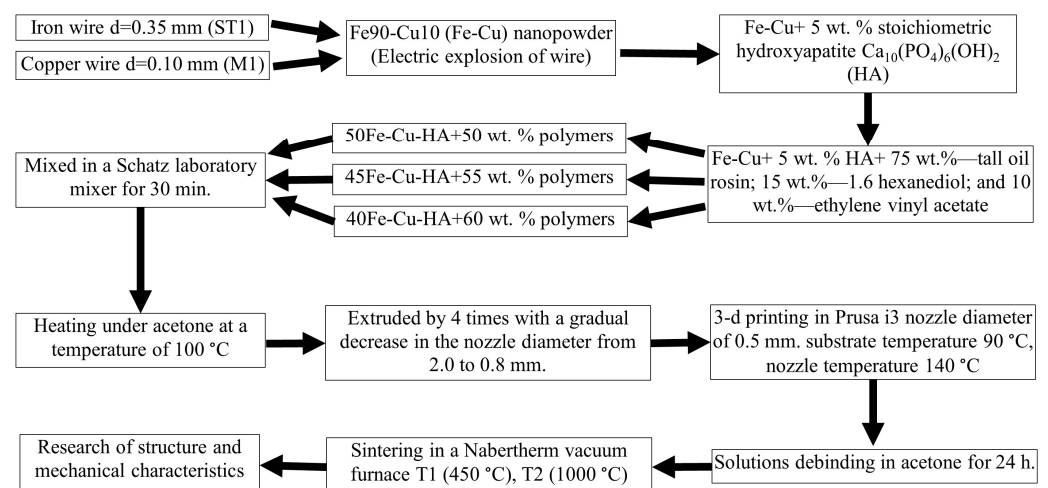 Iron wire d=0.35 mm (ST1)
Copper wire d=0.10 mm (M1)
Fe90-Cu10 (Fe-Cu) nanopowder
(Electric explosion of wire)
Fe-Cu+ 5 wt. % stoichiometric
hydroxyapatite Ca₁₀(PO₄)₆(OH)₂
(HA)
Fe-Cu+ 5 wt. % HA+ 75 wt.%—tall oil
rosin; 15 wt.%—1.6 hexanediol; and 10
wt.%—ethylene vinyl acetate
50Fe-Cu-HA+50 wt. % polymers
45Fe-Cu-HA+55 wt. % polymers
40Fe-Cu-HA+60 wt. % polymers
Mixed in a Schatz laboratory
mixer for 30 min.
Heating under acetone at a
temperature of 100 °C
Extruded by 4 times with a gradual
decrease in the nozzle diameter from
2.0 to 0.8 mm.
3-d printing in Prusa i3 nozzle diameter
of 0.5 mm. substrate temperature 90 °C,
nozzle temperature 140 °C
Solutions debinding in acetone for 24 h.
Sintering in a Nabertherm vacuum
furnace T1 (450 °C), T2 (1000 °C)
Research of structure and
mechanical characteristics